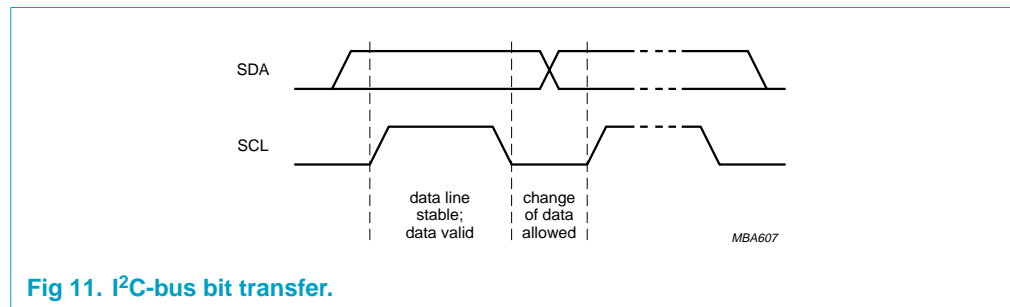 SDA
SCL
data line
stable;
data valid
change
of data
allowed
MBA607
Fig 11. I²C-bus bit transfer.